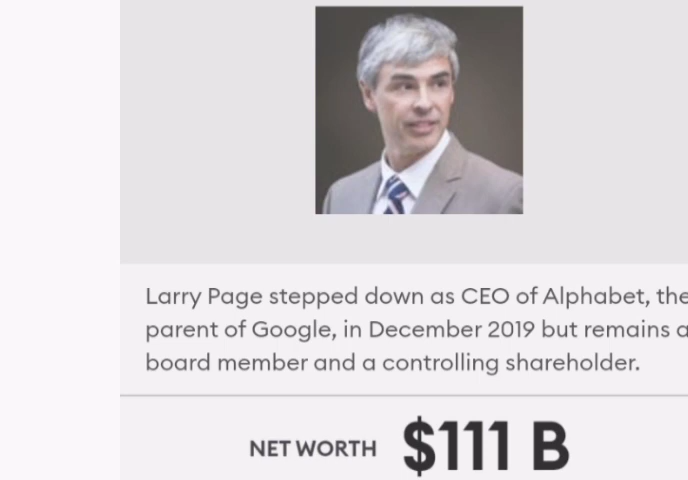 Larry Page stepped down as CEO of Alphabet, the
parent of Google, in December 2019 but remains a
board member and a controlling shareholder.
NET WORTH $111 B